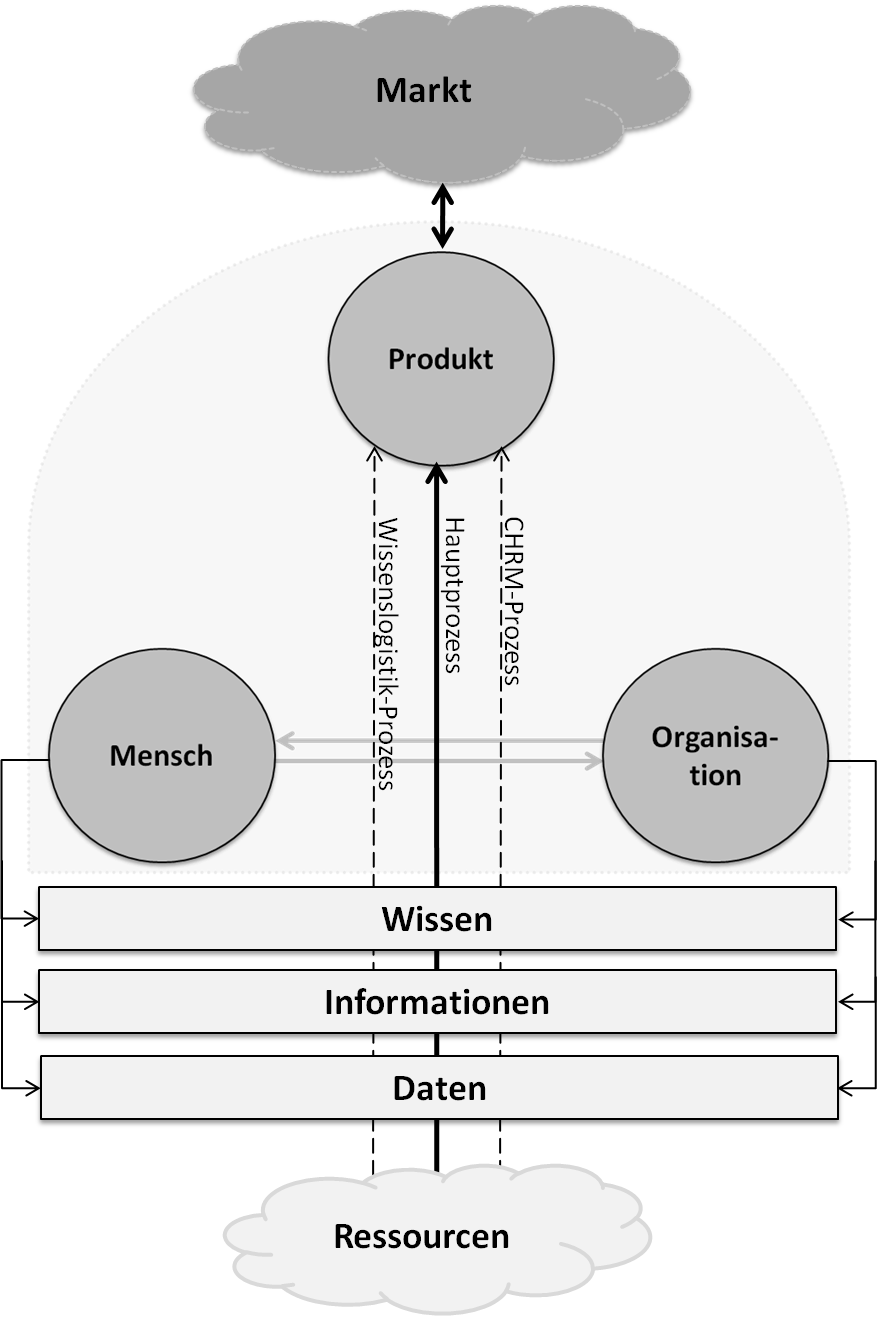 Markt
Produkt
Wissenslogistik-Prozess
Hauptprozess
CHRM-Prozess
Mensch
Organisa-
tion
Wissen
Informationen
Daten
Ressourcen